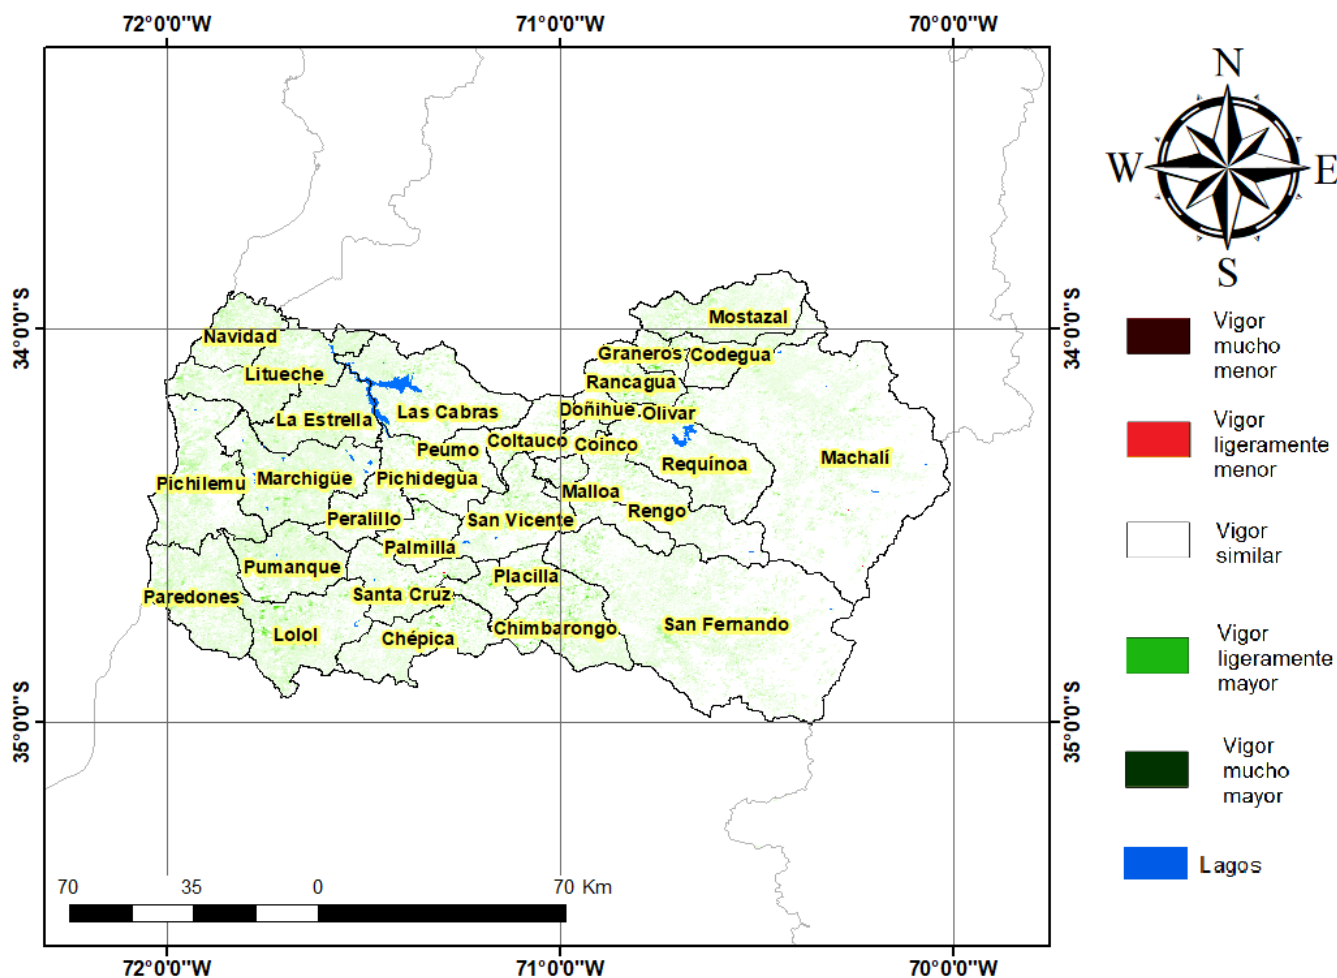 72°0'0"W
71°0'0"W
70°0'0"W
N
W
E
S
34°0'0"S
34°0'0"S
35°0'0"S
35°0'0"S
Navidad
Litueche
La Estrella
Las Cabras
Mostazal
Graneros
Codegua
Rancagua
Doñihue
Olivar
Coltauco
Coinco
Peumo
Requínoa
Machalí
Pichilemu
Marchigüe
Pichidegua
Malloa
Rengo
Peralillo
San Vicente
Palmilla
Pumanque
Placilla
Paredones
Santa Cruz
Lolol
Chépica
Chimbarongo
San Fernando
Vigor
mucho
menor
Vigor
ligeramente
menor
Vigor
similar
Vigor
ligeramente
mayor
Vigor
mucho
mayor
Lagos
70
35
0
70 Km
72°0'0"W
71°0'0"W
70°0'0"W